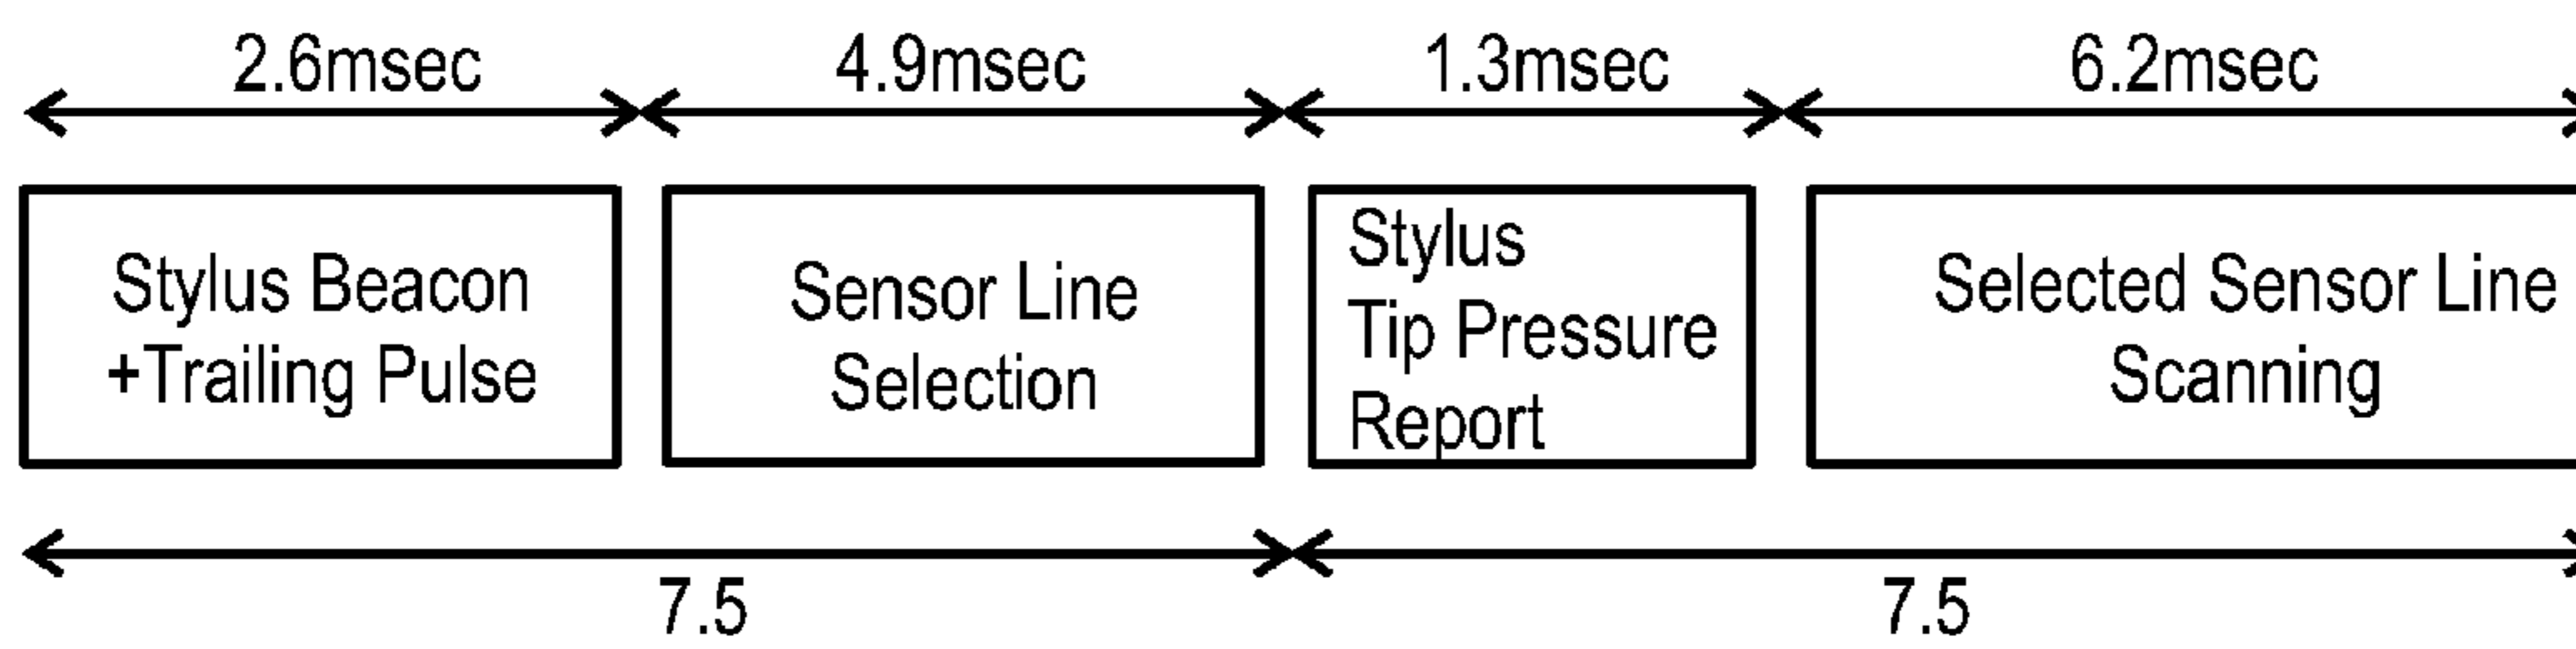 2.6msec 4.9msec 1.3msec 6.2msec
Stylus Beacon
+Trailing Pulse
Sensor Line
Selection
Stylus
Tip Pressure
Report
Selected Sensor Line
Scanning
7.5 7.5